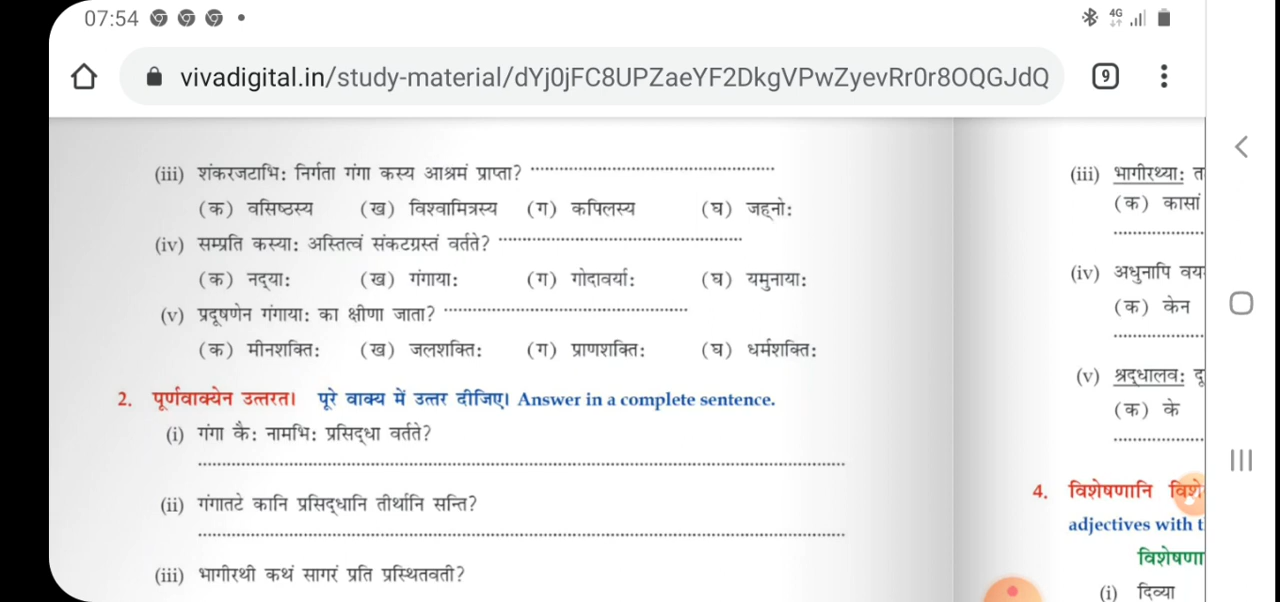 07:54
4G
vivadigital.in/study-material/dYj0jFC8UPZaeYF2DkgVPwZyevRr0r8OQGJdQ
9
(iii) शंकरजटाभिः निर्गता गंगा कस्य आश्रमं प्राप्ता?
(क) वसिष्ठस्य (ख) विश्वामित्रस्य (ग) कपिलस्य (घ) जह्नोः
(iv) सम्प्रति कस्याः अस्तित्वं संकटग्रस्तं वर्तते?
(क) नद्याः (ख) गंगायाः (ग) गोदावर्याः (घ) यमुनायाः
(v) प्रदूषणेन गंगायाः का क्षीणा जाता?
(क) मीनशक्तिः (ख) जलशक्तिः (ग) प्राणशक्तिः (घ) धर्मशक्तिः
2. पूर्णवाक्येन उत्तरत। पूरे वाक्य में उत्तर दीजिए। Answer in a complete sentence.
(i) गंगा कैः नामभिः प्रसिद्धा वर्तते?
(ii) गंगातटे कानि प्रसिद्धानि तीर्थानि सन्ति?
(iii) भागीरथी कथं सागरं प्रति प्रस्थितवती?
(iii) भागीरथ्याः त
(क) कासां
(iv) अधुनापि वय
(क) केन
(v) श्रद्धालवः दू
(क) के
4. विशेषणानि विशे
adjectives with t
विशेषणा
(i) दिव्या